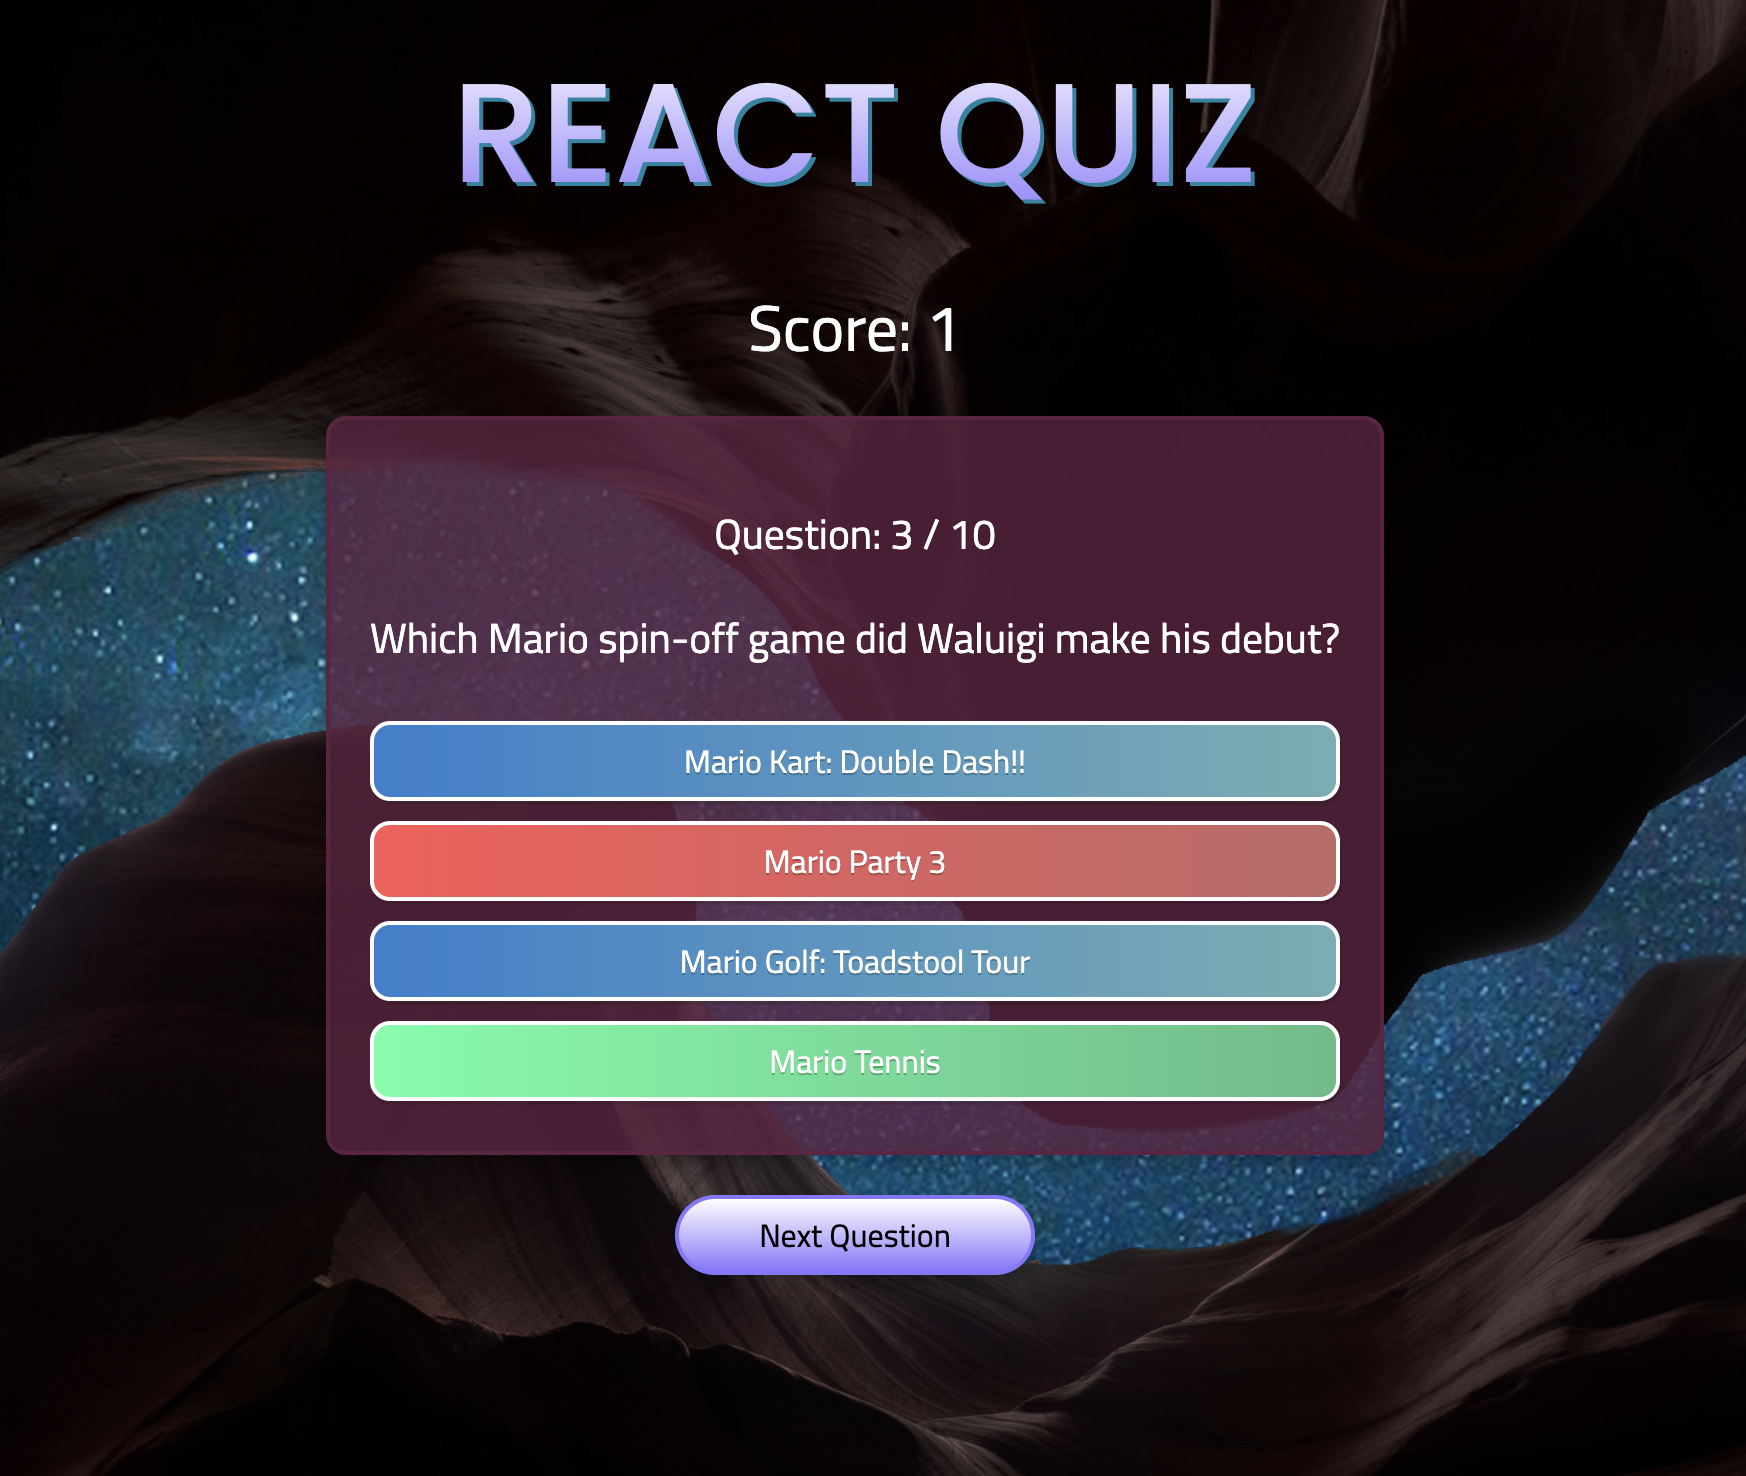 REACT QUIZ
Score: 1
Question: 3 / 10
Which Mario spin-off game did Waluigi make his debut?
Mario Kart: Double Dash!!
Mario Party 3
Mario Golf: Toadstool Tour
Mario Tennis
Next Question